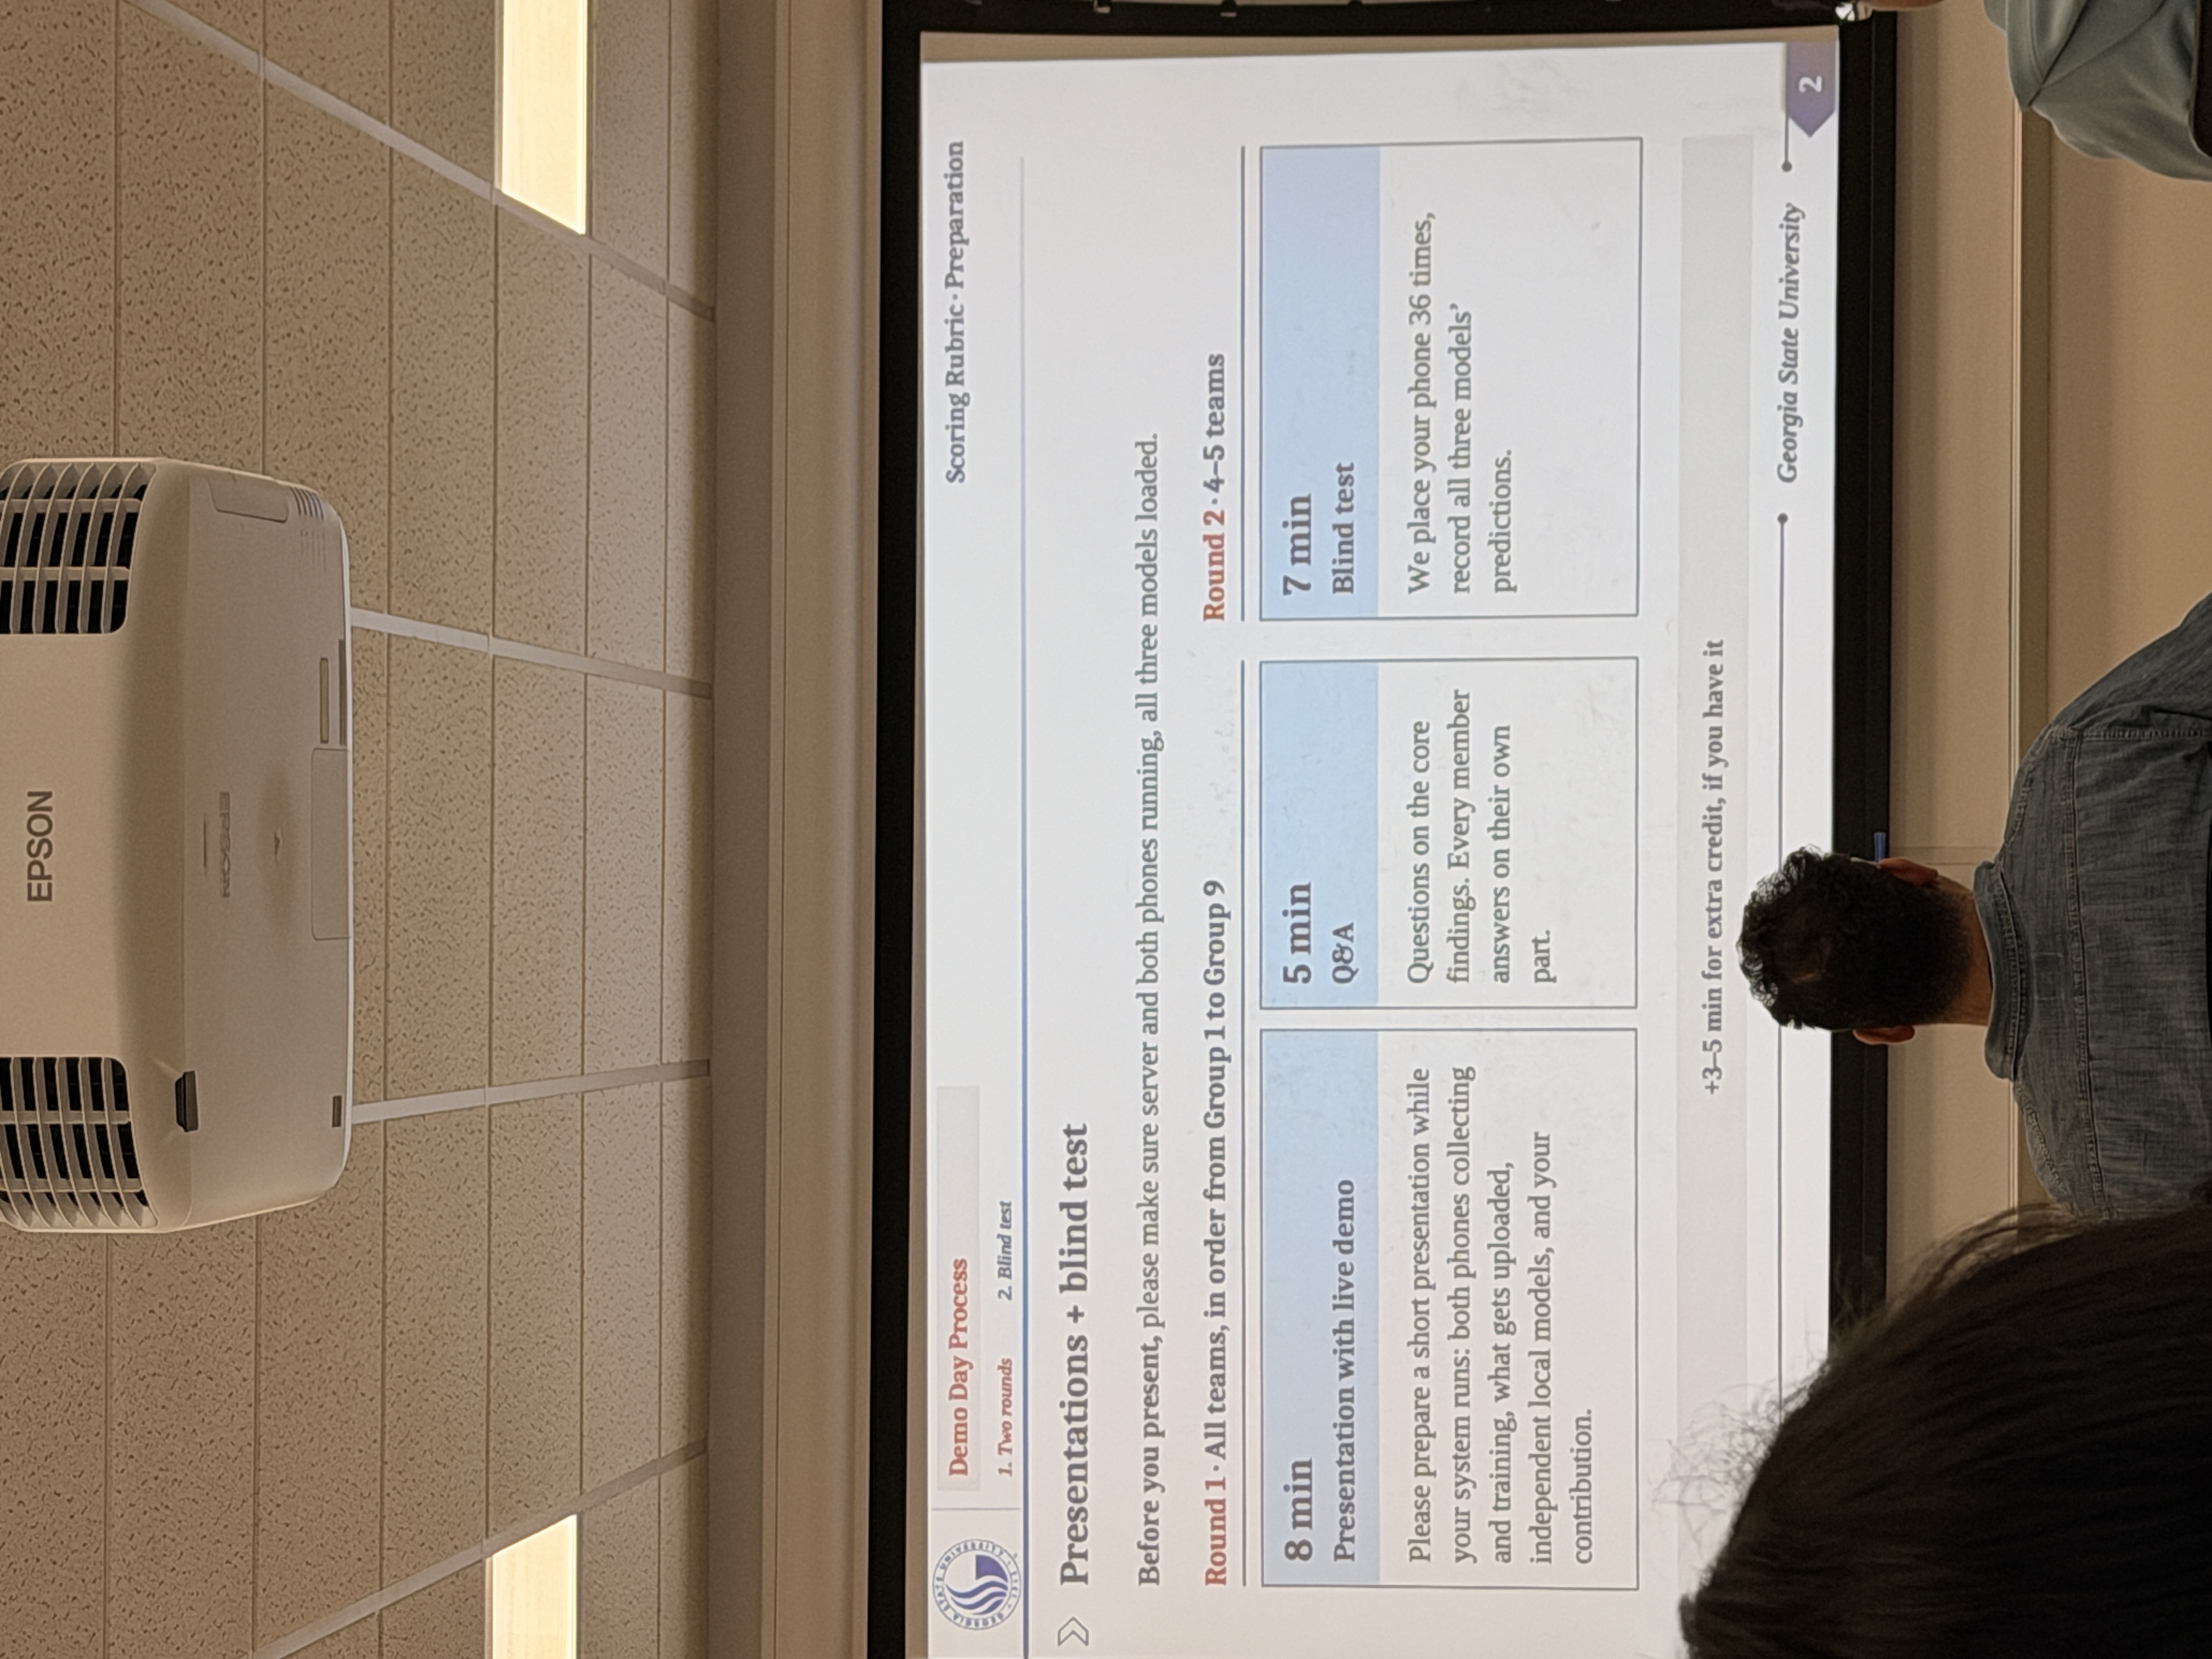 EPSON
EPSON
GEORGIA STATE UNIVERSITY
Demo Day Process
Scoring Rubric · Preparation
1. Two rounds 2. Blind test
Presentations + blind test
Before you present, please make sure server and both phones running, all three models loaded.
Round 1 · All teams, in order from Group 1 to Group 9
8 min
Presentation with live demo
Please prepare a short presentation while
your system runs: both phones collecting
and training, what gets uploaded,
independent local models, and your
contribution.
5 min
Q&A
Questions on the core
findings. Every member
answers on their own
part.
Round 2 · 4–5 teams
7 min
Blind test
We place your phone 36 times,
record all three models’
predictions.
+3–5 min for extra credit, if you have it
Georgia State University
2